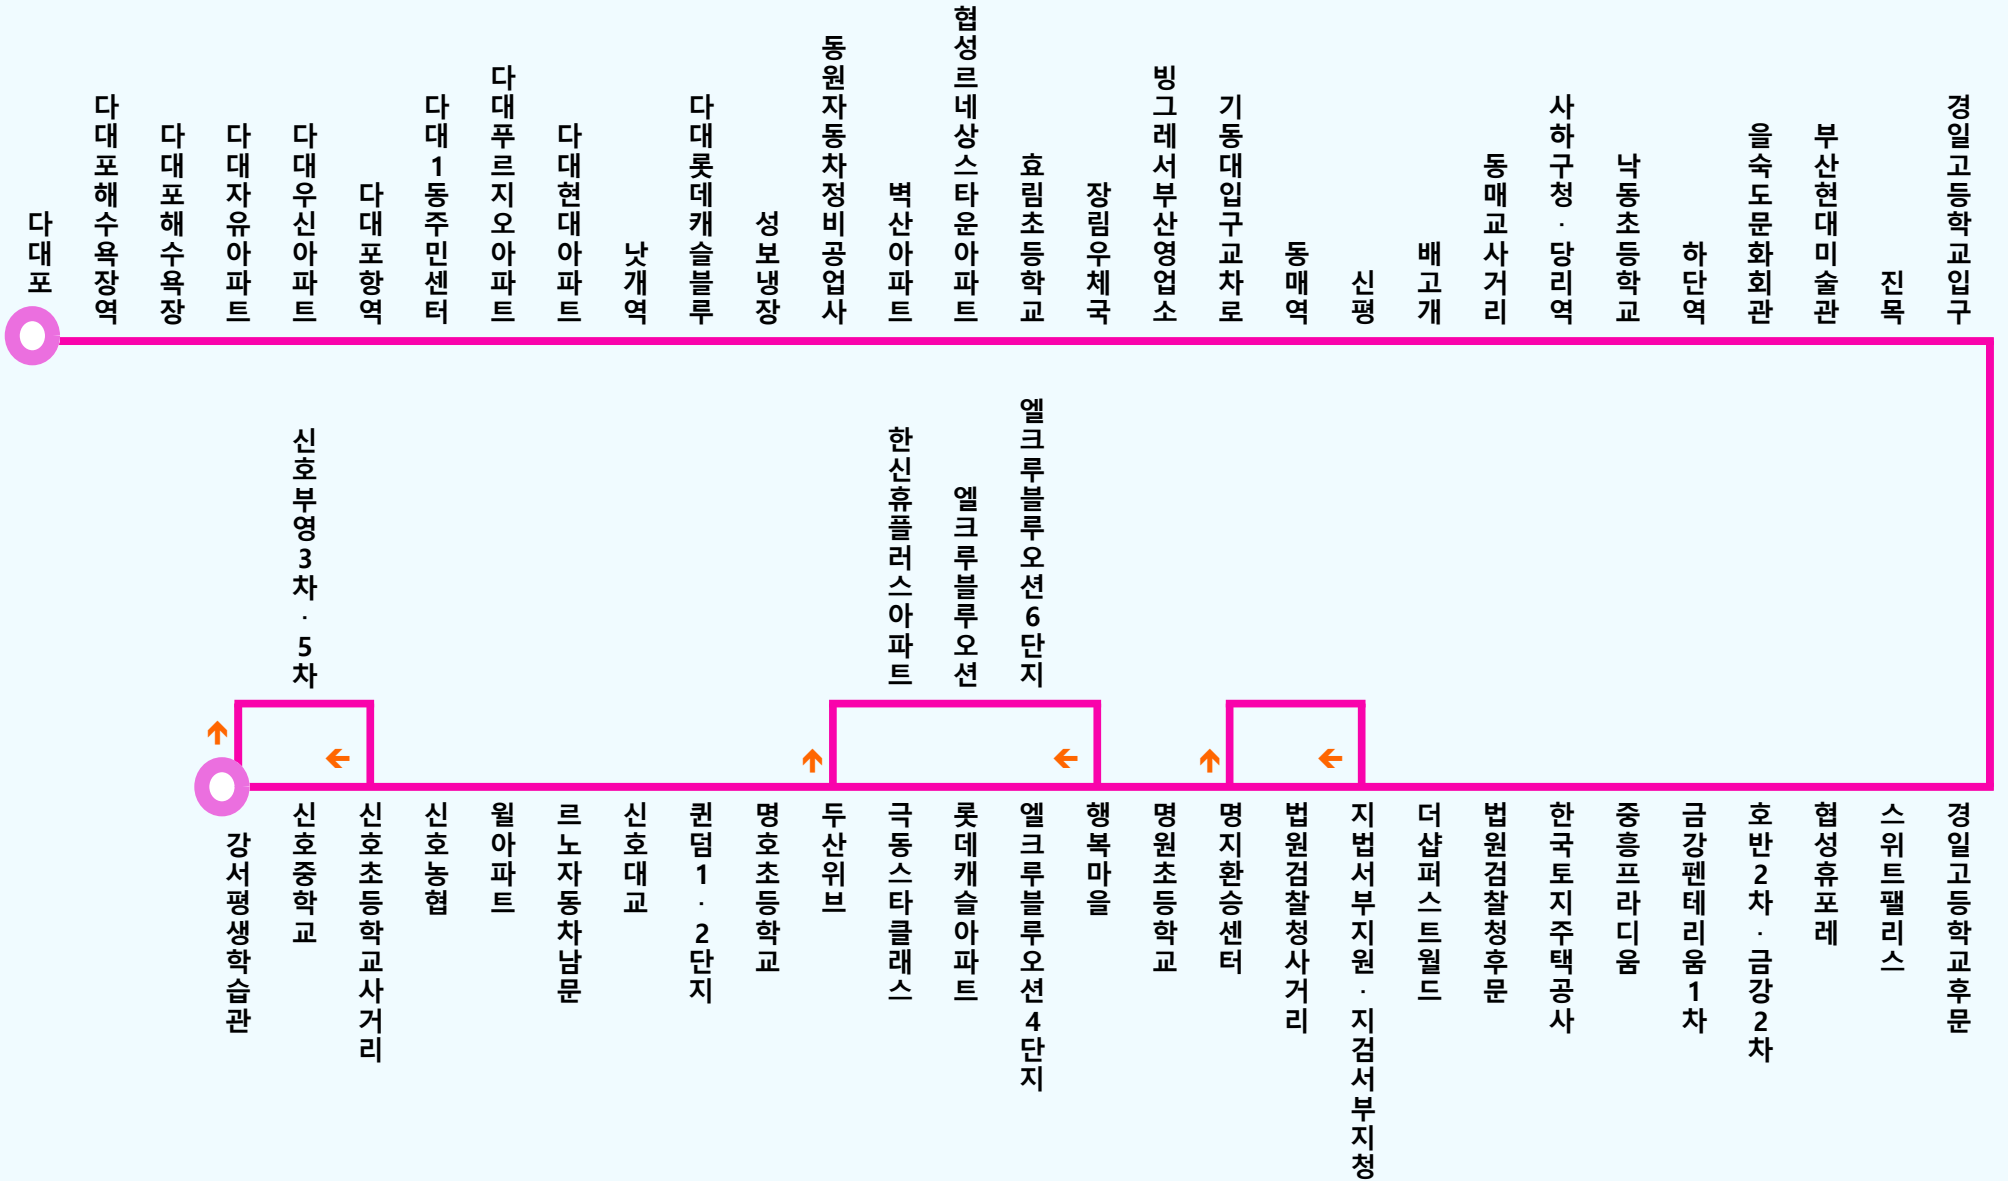 다대포
다대포해수욕장역
다대포해수욕장
다대자유아파트
다대우신아파트
다대포항역
다대1동주민센터
다대푸르지오아파트
다대현대아파트
낫개역
다대롯데캐슬블루
성보냉장
동원자동차정비공업사
벽산아파트
협성르네상스타운아파트
효림초등학교
장림우체국
빙그레서부산영업소
기동대입구교차로
동매역
신평
배고개
동매교사거리
사하구청·당리역
낙동초등학교
하단역
을숙도문화회관
부산현대미술관
진목
경일고등학교입구
신호부영3차·5차
한신휴플러스아파트
엘크루블루오션
엘크루블루오션6단지
강서평생학습관
신호중학교
신호초등학교사거리
신호농협
윌아파트
르노자동차남문
신호대교
퀸덤1·2단지
명호초등학교
두산위브
극동스타클래스
롯데캐슬아파트
엘크루블루오션4단지
행복마을
명원초등학교
명지환승센터
법원검찰청사거리
지법서부지원·지검서부지청
더샵퍼스트월드
법원검찰청후문
한국토지주택공사
중흥프라디움
금강펜테리움1차
호반2차·금강2차
협성휴포레
스위트팰리스
경일고등학교후문